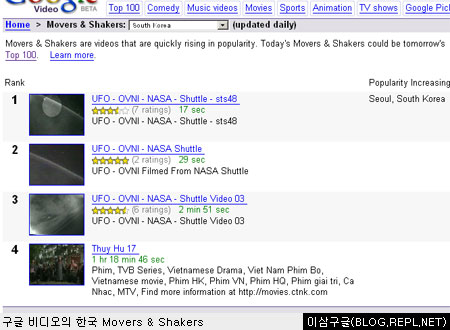 Google
Video BETA
Top 100 Comedy Music videos Movies Sports Animation TV shows Google Pic
Home > Movers & Shakers: South Korea (updated daily)
Movers & Shakers are videos that are quickly rising in popularity. Today's Movers & Shakers could be tomorrow's
Top 100. Learn more.
Rank Popularity Increasing
1 UFO - OVNI - NASA - Shuttle - sts48 Seoul, South Korea
(7 ratings) 17 sec
UFO - OVNI - NASA - Shuttle - sts48
2 UFO - OVNI - NASA Shuttle
(2 ratings) 29 sec
UFO - OVNI Filmed From NASA Shuttle
3 UFO - OVNI - NASA - Shuttle Video 03
(6 ratings) 2 min 51 sec
UFO - OVNI - NASA - Shuttle Video 03
4 Thuy Hu 17
1 hr 18 min 46 sec
Phim, TVB Series, Vietnamese Drama, Viet Nam Phim Bo,
Vietnamese movie, Phim HK, Phim VN, Phim HQ, Phim giai tri, Ca
Nhac, MTV, Find more information at http://movies.ctnk.com
구글 비디오의 한국 Movers & Shakers 이삼구글(BLOG.REPL.NET)